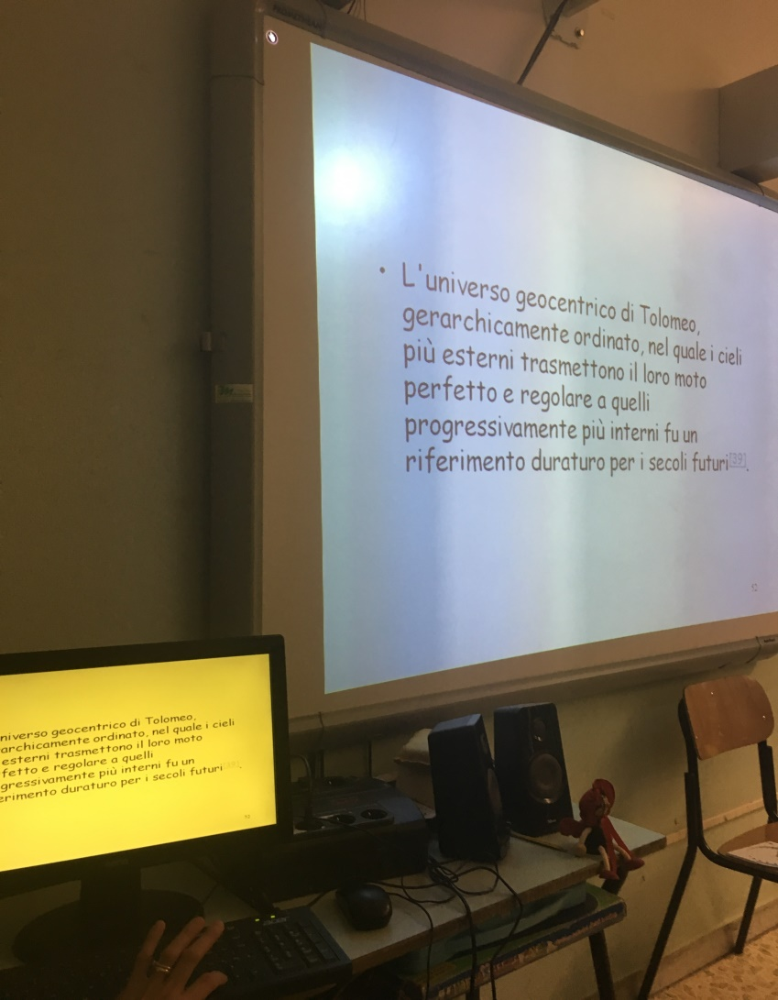 • L'universo geocentrico di Tolomeo,
gerarchicamente ordinato, nel quale i cieli
più esterni trasmettono il loro moto
perfetto e regolare a quelli
progressivamente più interni fu un
riferimento duraturo per i secoli futuri[39].
niverso geocentrico di Tolomeo,
archicamente ordinato, nel quale i cieli
esterni trasmettono il loro moto
fetto e regolare a quelli
gressivamente più interni fu un
erimento duraturo per i secoli futuri